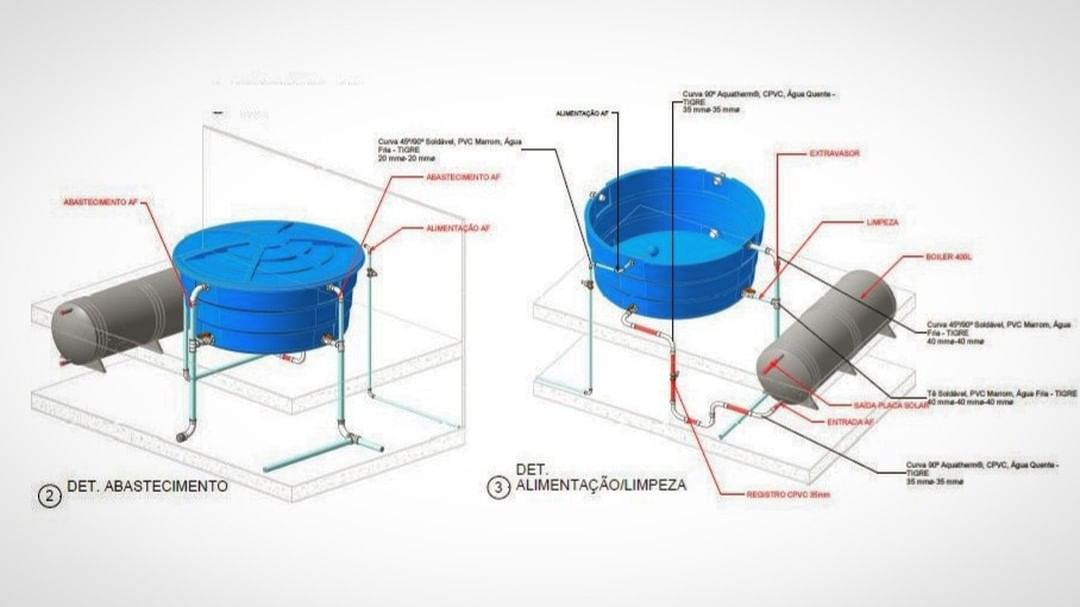 Curva 90º Aquatherm®, CPVC, Água Quente -
TIGRE
35 mmø-35 mmø
ALIMENTAÇÃO AF
Curva 45º/90º Soldável, PVC Marrom, Água
Fria - TIGRE
20 mmø-20 mmø
EXTRAVASOR
ABASTECIMENTO AF
ABASTECIMENTO AF
LIMPEZA
ALIMENTAÇÃO AF
BOILER 400L
Curva 45º/90º Soldável, PVC Marrom, Água
Fria - TIGRE
40 mmø-40 mmø
Tê Soldável, PVC Marrom, Água Fria - TIGRE
40 mmø-40 mmø-40 mmø
SAÍDA PLACA SOLAR
ENTRADA AF
Curva 90º Aquatherm®, CPVC, Água Quente -
TIGRE
35 mmø-35 mmø
REGISTRO CPVC 35mm
2 DET. ABASTECIMENTO
3 DET.
ALIMENTAÇÃO/LIMPEZA